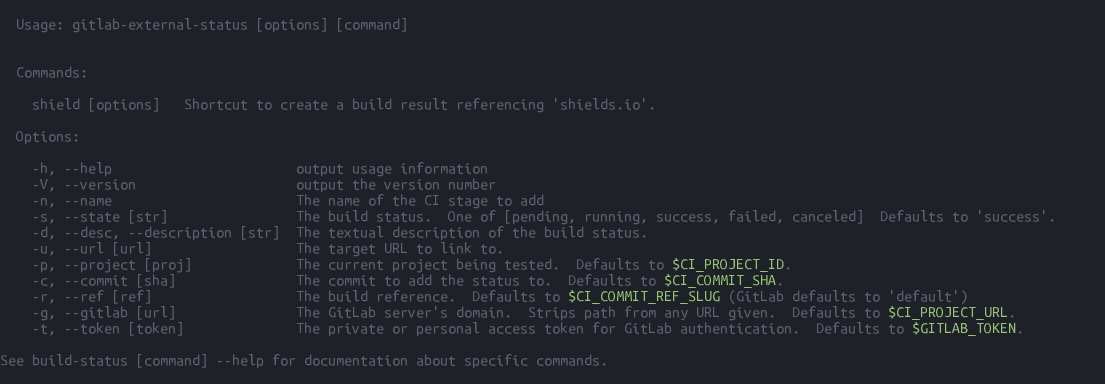 Usage: gitlab-external-status [options] [command]
Commands:
shield [options]   Shortcut to create a build result referencing 'shields.io'.
Options:
-h, --help                       output usage information
-V, --version                    output the version number
-n, --name                       The name of the CI stage to add
-s, --state [str]                The build status.  One of [pending, running, success, failed, canceled]  Defaults to 'success'.
-d, --desc, --description [str]  The textual description of the build status.
-u, --url [url]                  The target URL to link to.
-p, --project [proj]             The current project being tested.  Defaults to $CI_PROJECT_ID.
-c, --commit [sha]               The commit to add the status to.  Defaults to $CI_COMMIT_SHA.
-r, --ref [ref]                  The build reference.  Defaults to $CI_COMMIT_REF_SLUG (GitLab defaults to 'default')
-g, --gitlab [url]               The GitLab server's domain.  Strips path from any URL given.  Defaults to $CI_PROJECT_URL.
-t, --token [token]              The private or personal access token for GitLab authentication.  Defaults to $GITLAB_TOKEN.
See build-status [command] --help for documentation about specific commands.